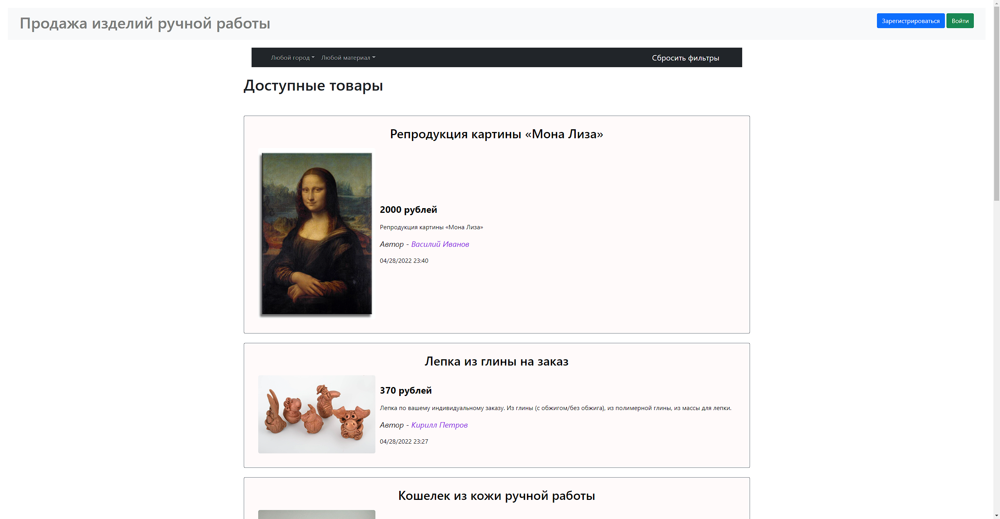 Продажа изделий ручной работы
Зарегистрироваться Войти
Любой город Любой материал Сбросить фильтры
Доступные товары
Репродукция картины «Мона Лиза»
2000 рублей
Репродукция картины «Мона Лиза»
Автор - Василий Иванов
04/28/2022 23:40
Лепка из глины на заказ
370 рублей
Лепка по вашему индивидуальному заказу. Из глины (с обжигом/без обжига), из полимерной глины, из массы для лепки.
Автор - Кирилл Петров
04/28/2022 23:27
Кошелек из кожи ручной работы